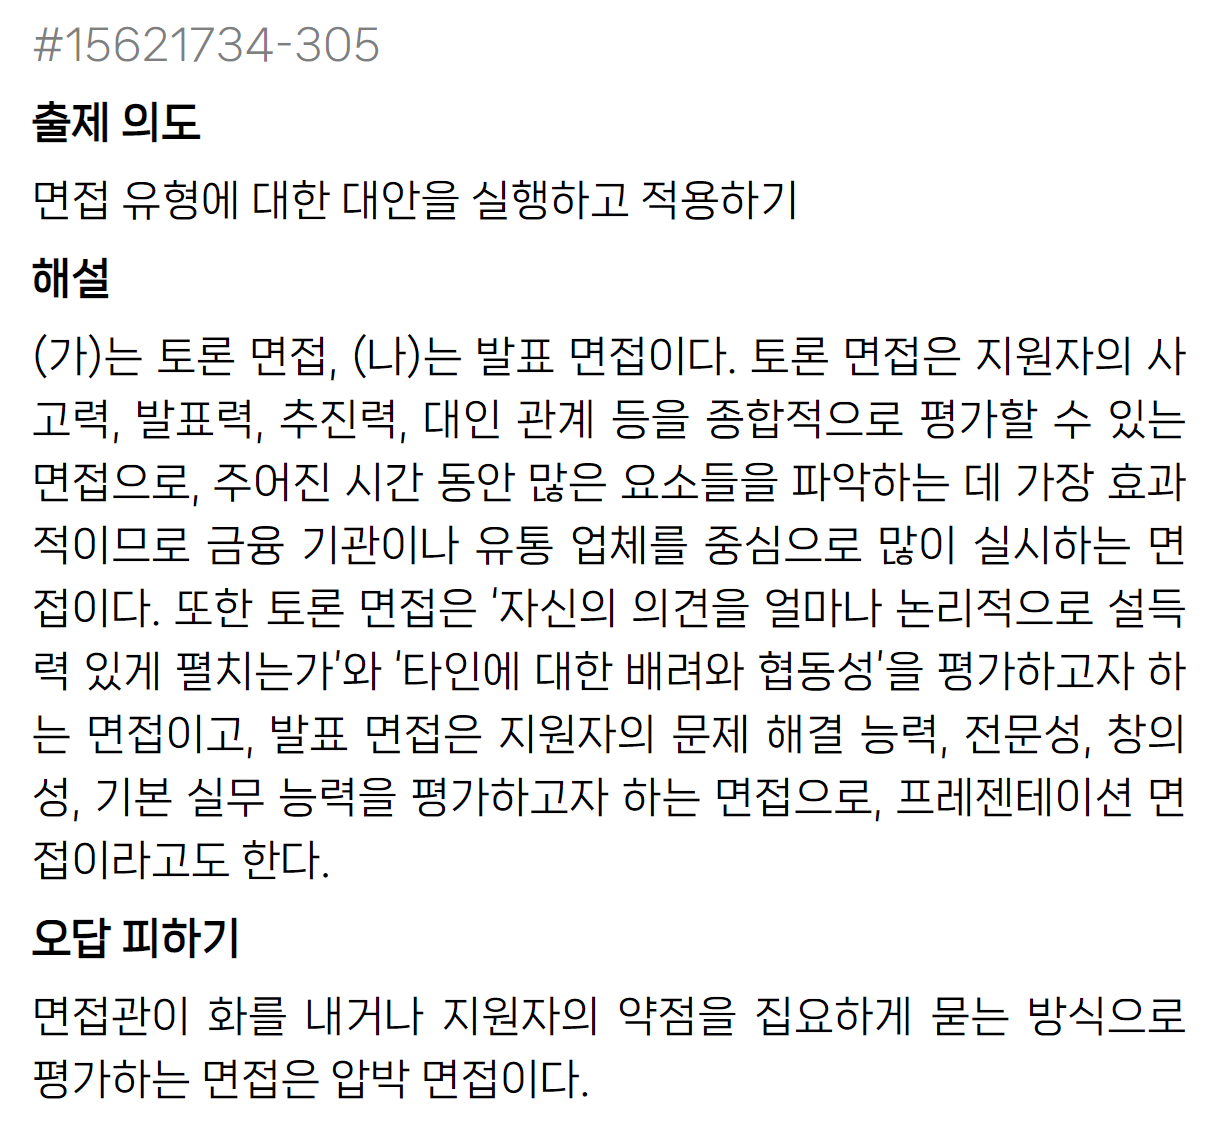 #15621734-305
출제 의도
면접 유형에 대한 대안을 실행하고 적용하기
해설
(가)는 토론 면접, (나)는 발표 면접이다. 토론 면접은 지원자의 사
고력, 발표력, 추진력, 대인 관계 등을 종합적으로 평가할 수 있는
면접으로, 주어진 시간 동안 많은 요소들을 파악하는 데 가장 효과
적이므로 금융 기관이나 유통 업체를 중심으로 많이 실시하는 면
접이다. 또한 토론 면접은 '자신의 의견을 얼마나 논리적으로 설득
력 있게 펼치는가'와 '타인에 대한 배려와 협동성'을 평가하고자 하
는 면접이고, 발표 면접은 지원자의 문제 해결 능력, 전문성, 창의
성, 기본 실무 능력을 평가하고자 하는 면접으로, 프레젠테이션 면
접이라고도 한다.
오답 피하기
면접관이 화를 내거나 지원자의 약점을 집요하게 묻는 방식으로
평가하는 면접은 압박 면접이다.